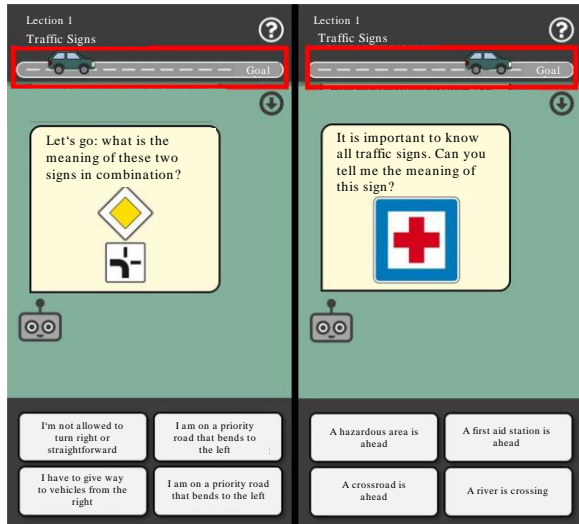 Lection 1
Traffic Signs
?
Goal
Let's go: what is the
meaning of these two
signs in combination?
I'm not allowed to
turn right or
straightforward
I am on a priority
road that bends to
the left
I have to give way
to vehicles from the
right
I am on a priority road
that bends to the left
Lection 1
Traffic Signs
?
Goal
It is important to know
all traffic signs. Can you
tell me the meaning of
this sign?
A hazardous area is
ahead
A first aid station is
ahead
A crossroad is
ahead
A river is crossing